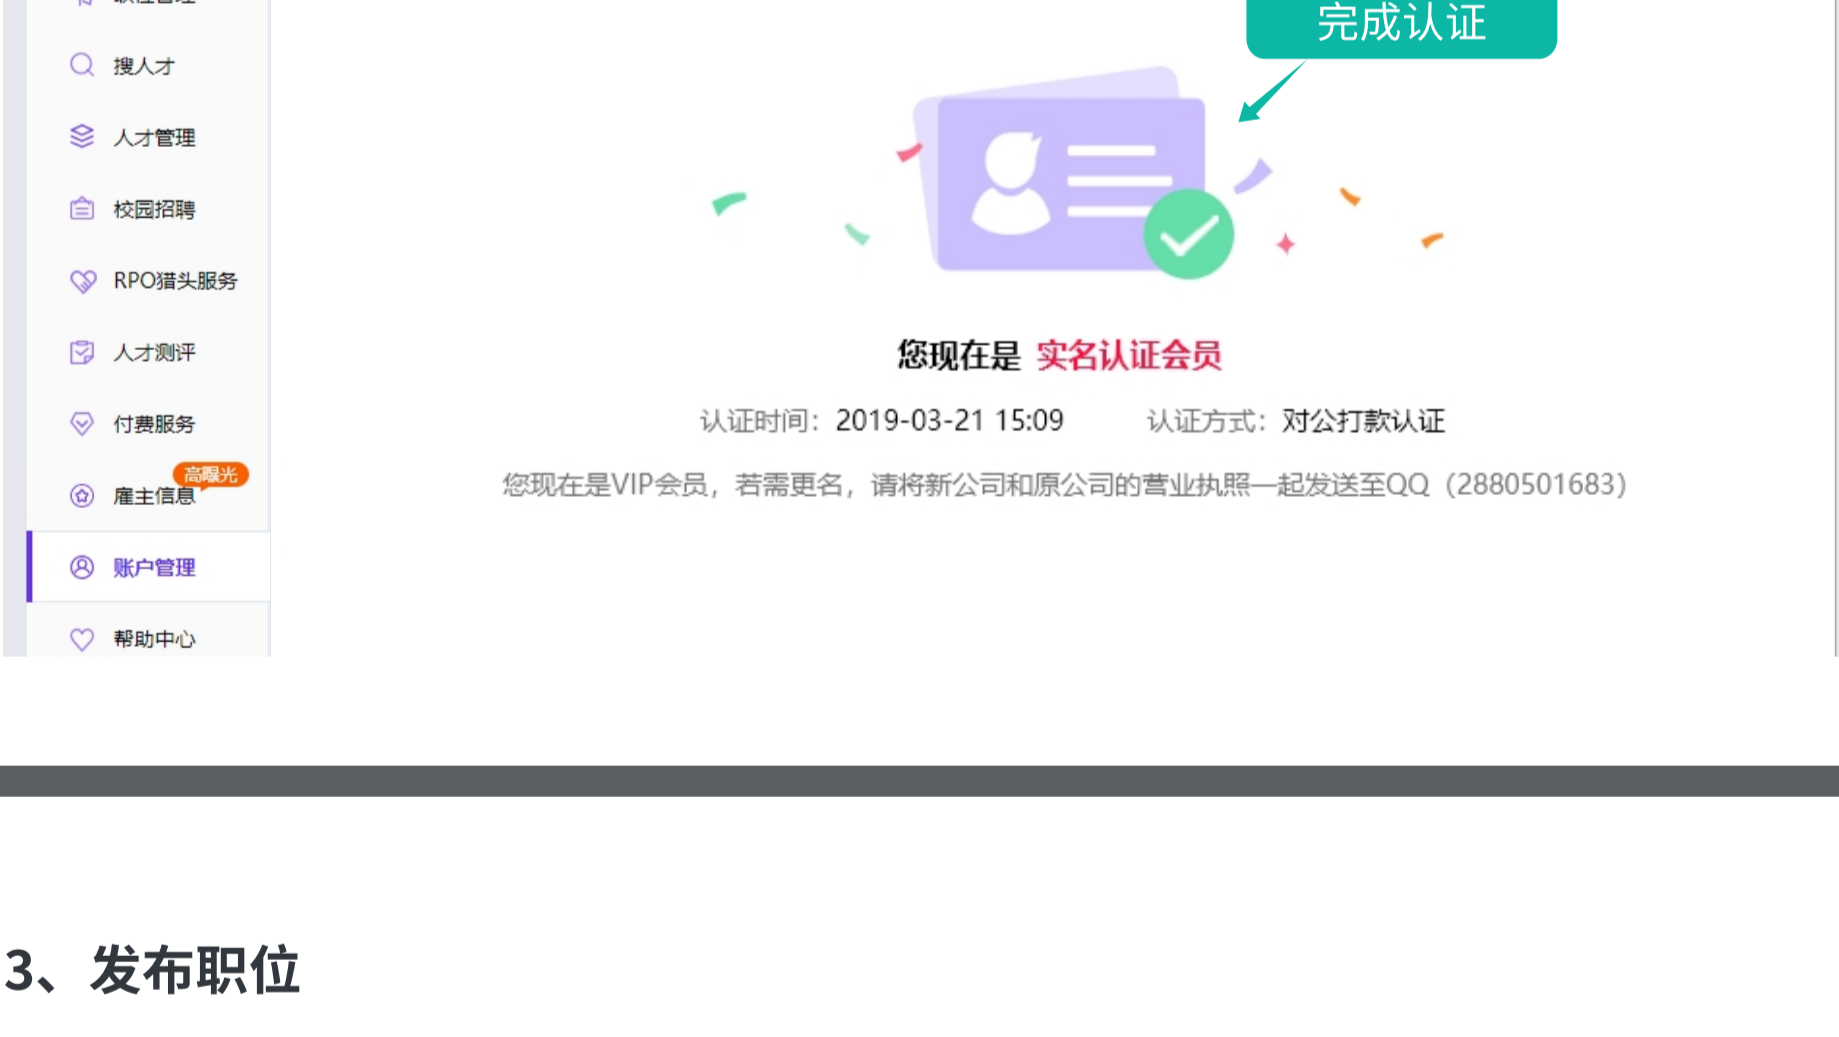 完成认证
搜人才
人才管理
校园招聘
RPO猎头服务
人才测评
付费服务
高曝光
雇主信息
账户管理
帮助中心
您现在是 实名认证会员
认证时间：2019-03-21 15:09 认证方式：对公打款认证
您现在是VIP会员，若需更名，请将新公司和原公司的营业执照一起发送至QQ（2880501683）
3、发布职位